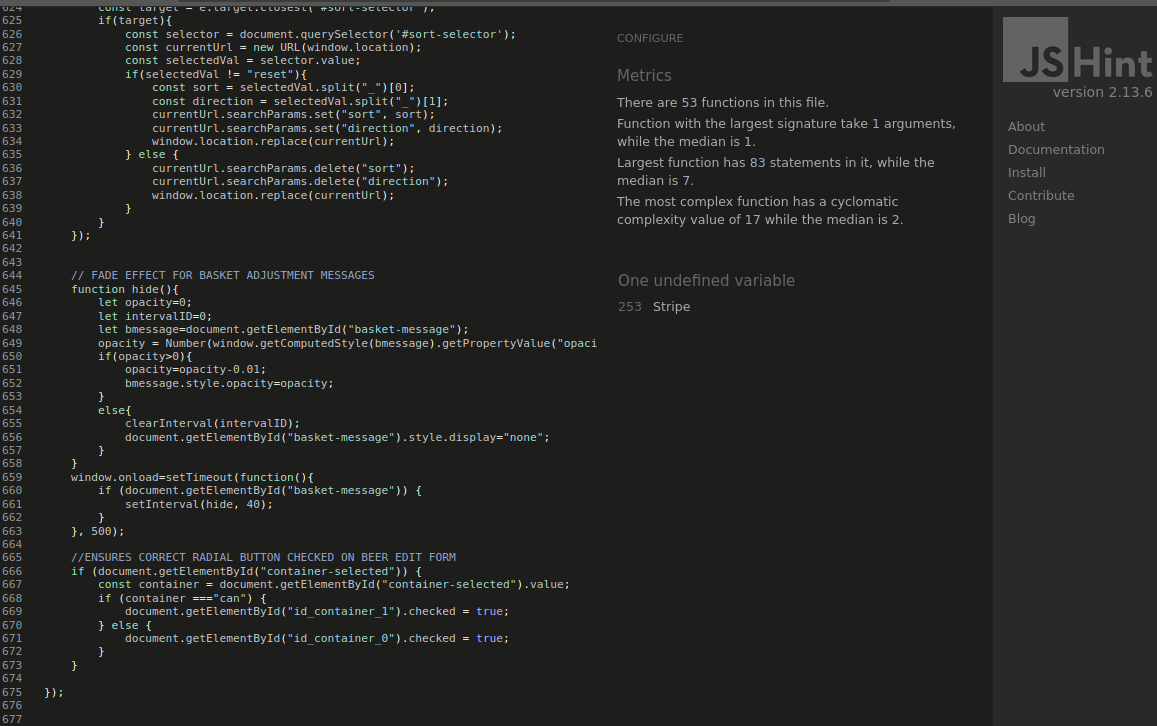 624 const target = e.target.closest('#sort-selector');
625 if(target){
626 const selector = document.querySelector('#sort-selector');
627 const currentUrl = new URL(window.location);
628 const selectedVal = selector.value;
629 if(selectedVal != "reset"){
630 const sort = selectedVal.split("_")[0];
631 const direction = selectedVal.split("_")[1];
632 currentUrl.searchParams.set("sort", sort);
633 currentUrl.searchParams.set("direction", direction);
634 window.location.replace(currentUrl);
635 } else {
636 currentUrl.searchParams.delete("sort");
637 currentUrl.searchParams.delete("direction");
638 window.location.replace(currentUrl);
639 }
640 }
641 });
642
643
644 // FADE EFFECT FOR BASKET ADJUSTMENT MESSAGES
645 function hide(){
646 let opacity=0;
647 let intervalID=0;
648 let bmessage=document.getElementById("basket-message");
649 opacity = Number(window.getComputedStyle(bmessage).getPropertyValue("opaci
650 if(opacity>0){
651 opacity=opacity-0.01;
652 bmessage.style.opacity=opacity;
653 }
654 else{
655 clearInterval(intervalID);
656 document.getElementById("basket-message").style.display="none";
657 }
658 }
659 window.onload=setTimeout(function(){
660 if (document.getElementById("basket-message")) {
661 setInterval(hide, 40);
662 }
663 }, 500);
664
665 //ENSURES CORRECT RADIAL BUTTON CHECKED ON BEER EDIT FORM
666 if (document.getElementById("container-selected")) {
667 const container = document.getElementById("container-selected").value;
668 if (container ==="can") {
669 document.getElementById("id_container_1").checked = true;
670 } else {
671 document.getElementById("id_container_0").checked = true;
672 }
673 }
674
675 });
676
677
CONFIGURE
Metrics
There are 53 functions in this file.
Function with the largest signature take 1 arguments,
while the median is 1.
Largest function has 83 statements in it, while the
median is 7.
The most complex function has a cyclomatic
complexity value of 17 while the median is 2.
One undefined variable
253 Stripe
JSHint
version 2.13.6
About
Documentation
Install
Contribute
Blog